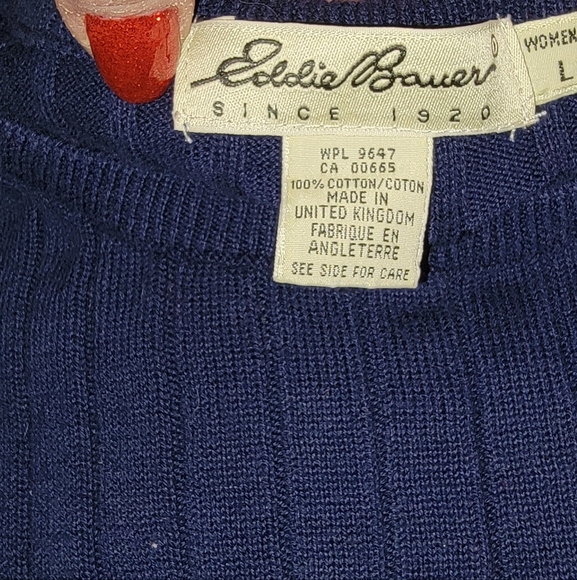 Eddie Bauer
SINCE 1920
WOMEN
L
WPL 9647
CA 00665
100% COTTON/COTON
MADE IN
UNITED KINGDOM
FABRIQUE EN
ANGLETERRE
SEE SIDE FOR CARE